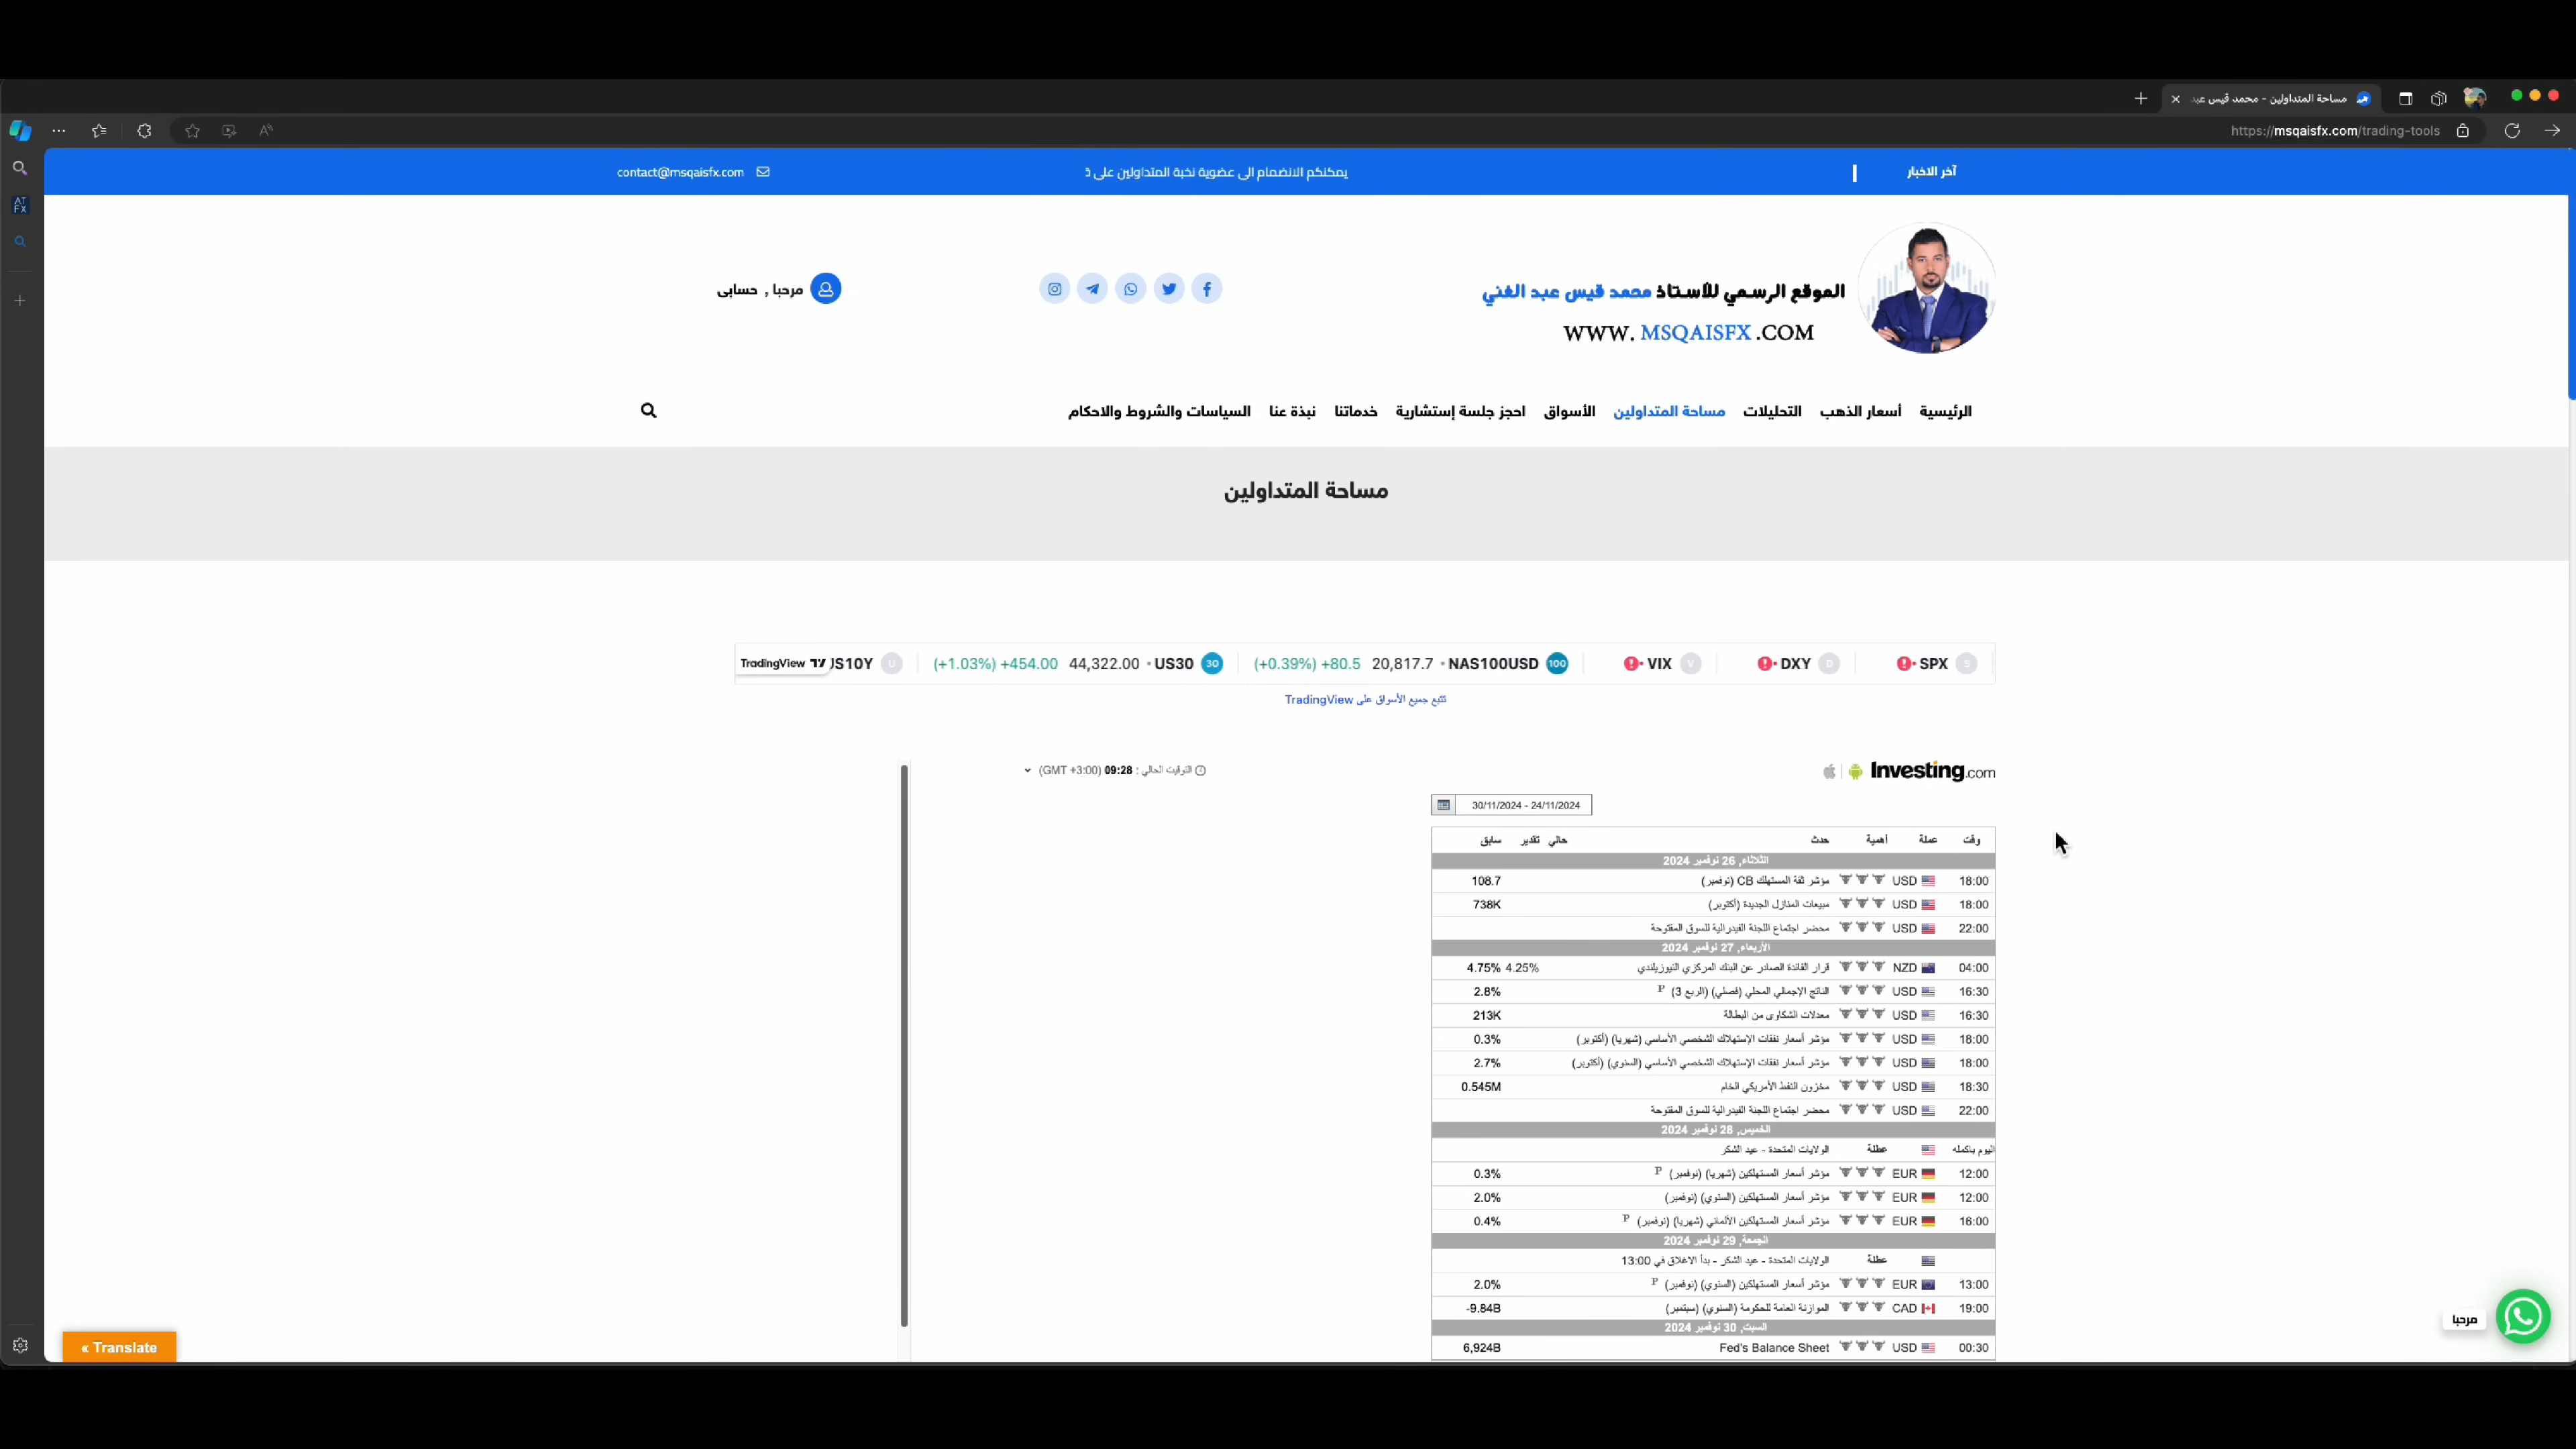 مساحة المتداولين - محمد قيس عبد
https://msqaisfx.com/trading-tools
آخر الاخبار
يمكنكم الانضمام الى عضوية نخبة المتداولين على
contact@msqaisfx.com
الموقع الرسمي للأستاذ محمد قيس عبد الغني
WWW. MSQAISFX .COM
مرحبا , حسابى
الرئيسية أسعار الذهب التحليلات مساحة المتداولين الأسواق احجز جلسة إستشارية خدماتنا نبذة عنا السياسات والشروط والاحكام
مساحة المتداولين
SPX DXY VIX NAS100USD 20,817.7 +80.5 (+0.39%) US30 44,322.00 +454.00 (+1.03%) JS10Y TradingView
تتبع جميع الأسواق على TradingView
Investing.com
التوقيت الحالي : 09:28 (GMT +3:00)
24/11/2024 - 30/11/2024
وقت عملة أهمية حدث حالي تقدير سابق
الثلاثاء, 26 نوفمبر 2024
18:00 USD مؤشر ثقة المستهلك CB (نوفمبر) 108.7
18:00 USD مبيعات المنازل الجديدة (أكتوبر) 738K
22:00 USD محضر اجتماع اللجنة الفيدرالية للسوق المفتوحة
الأربعاء, 27 نوفمبر 2024
04:00 NZD قرار الفائدة الصادر عن البنك المركزي النيوزيلندي 4.25% 4.75%
16:30 USD الناتج الإجمالي المحلي (فصلي) (الربع 3) P 2.8%
16:30 USD معدلات الشكاوى من البطالة 213K
18:00 USD مؤشر أسعار نفقات الإستهلاك الشخصي الأساسي (شهريا) (أكتوبر) 0.3%
18:00 USD مؤشر أسعار نفقات الإستهلاك الشخصي الأساسي (السنوي) (أكتوبر) 2.7%
18:30 USD مخزون النفط الأمريكي الخام 0.545M
22:00 USD محضر اجتماع اللجنة الفيدرالية للسوق المفتوحة
الخميس, 28 نوفمبر 2024
اليوم باكمله عطلة الولايات المتحدة - عيد الشكر
12:00 EUR مؤشر أسعار المستهلكين (شهريا) (نوفمبر) P 0.3%
12:00 EUR مؤشر أسعار المستهلكين (السنوي) (نوفمبر) 2.0%
16:00 EUR مؤشر أسعار المستهلكين الألماني (شهريا) (نوفمبر) P 0.4%
الجمعة, 29 نوفمبر 2024
عطلة الولايات المتحدة - عيد الشكر - بدأ الاغلاق في 13:00
13:00 EUR مؤشر أسعار المستهلكين (السنوي) (نوفمبر) P 2.0%
19:00 CAD الموازنة العامة للحكومة (السنوي) (سبتمبر) -9.84B
السبت, 30 نوفمبر 2024
00:30 USD Fed's Balance Sheet 6,924B
مرحبا
« Translate